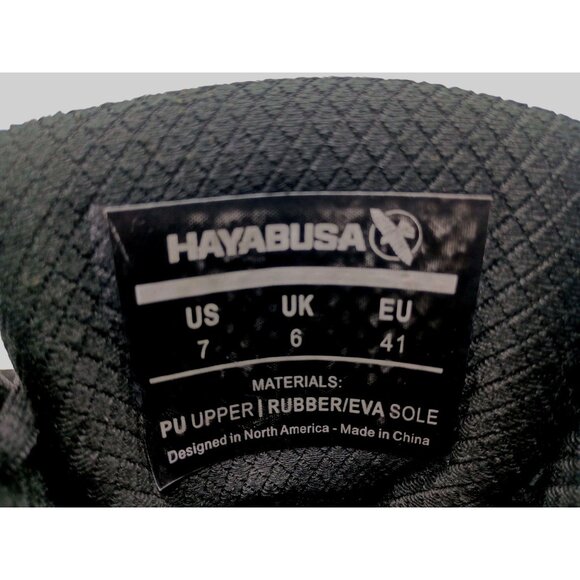 HAYABUSA
US UK EU
7 6 41
MATERIALS:
PU UPPER | RUBBER/EVA SOLE
Designed in North America - Made in China